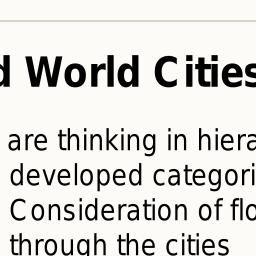 d World Cities
are thinking in hiera
developed categori
Consideration of flo
through the cities